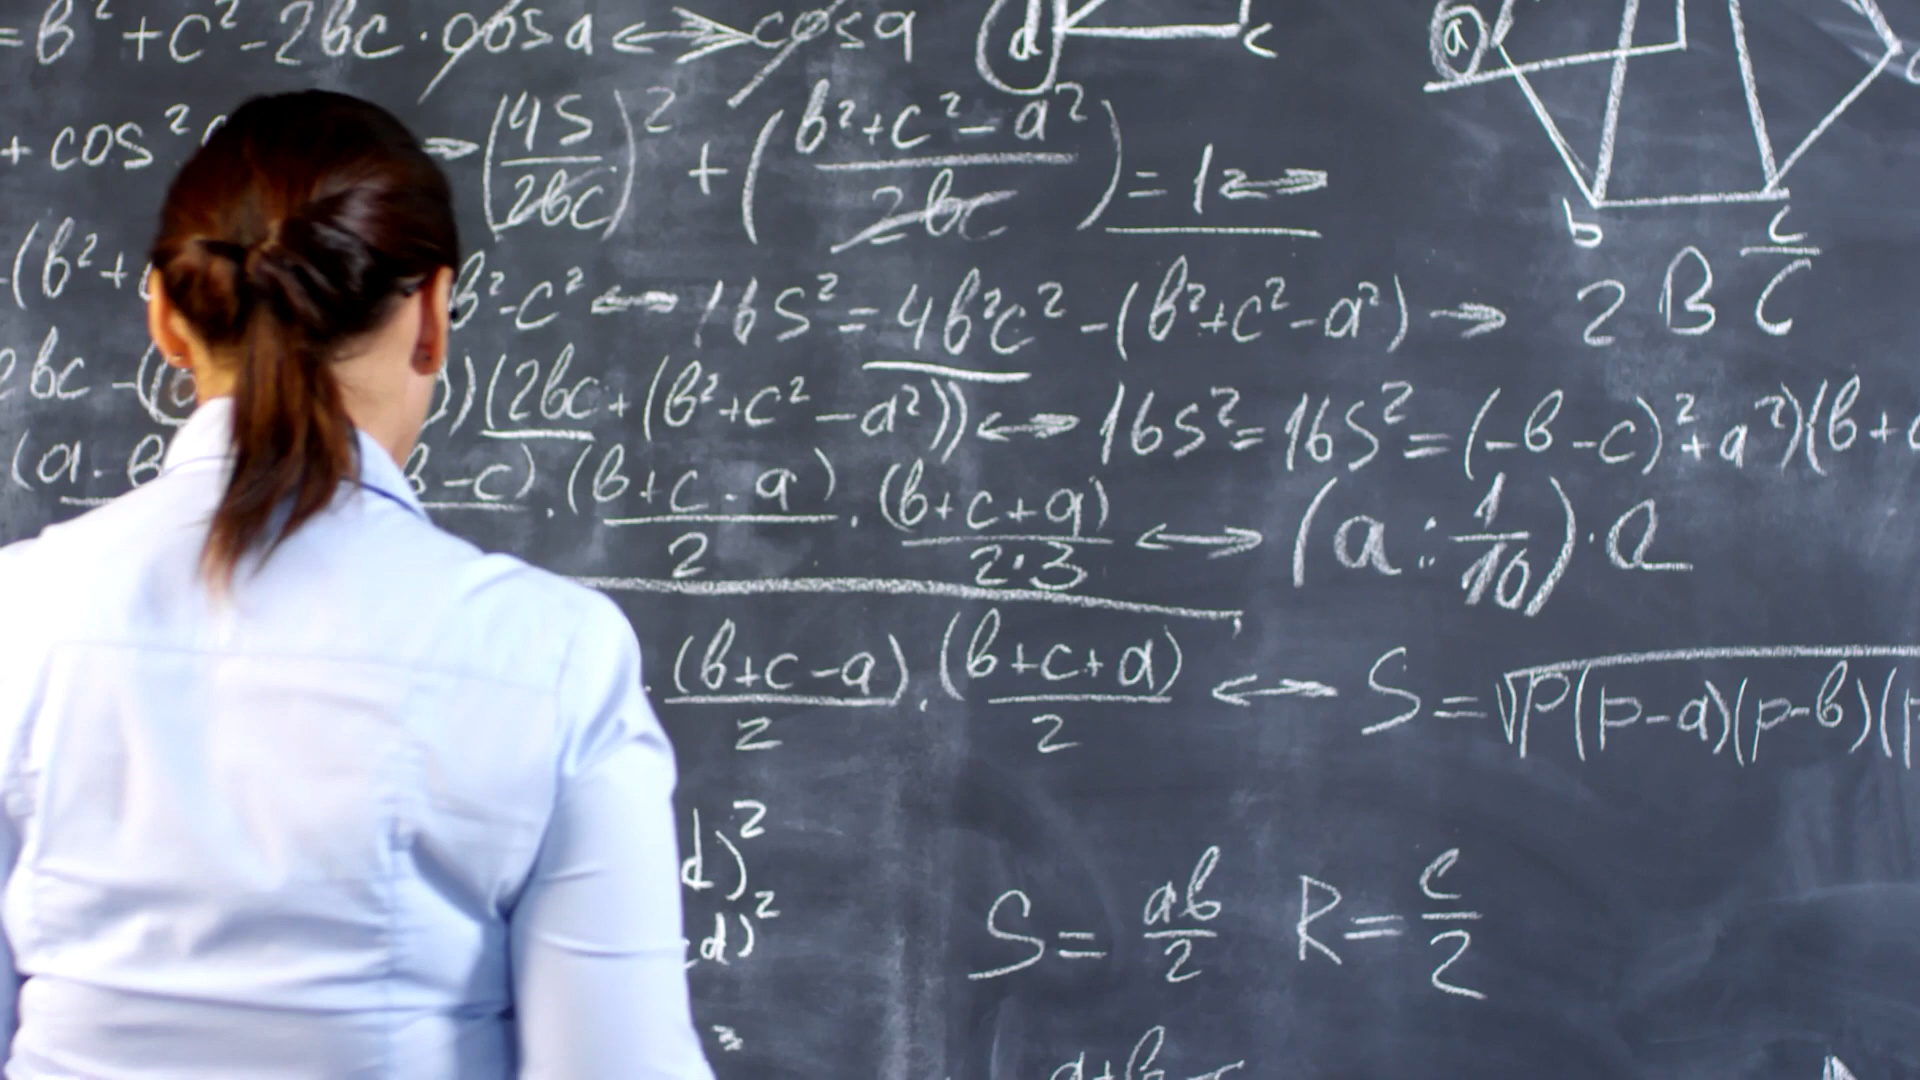 =b²+c²-2bc·cosa ↔ cosa
d c
a
+ cos² → (4S/2bc)² + (b²+c²-a²/2bc) = 12 ↔
b c
-(b²+ b²-c² ← 16S² = 4b²c² -(b²+c²-a²) →
2 B C
2bc -( ))(2bc+(b²+c²-a²)) ↔ 16S² = 16S² = (-b-c)²+a²)(b+c
(a· b-c) · (b+c-a)/2 · (b+c+a)/2·3 ↔ (a:1/10)·a
· (b+c-a)/2 · (b+c+a)/2 ↔ S=√p(p-a)(p-b)(p
d)²
d)²
S= ab/2 R= c/2
3
a+b-c